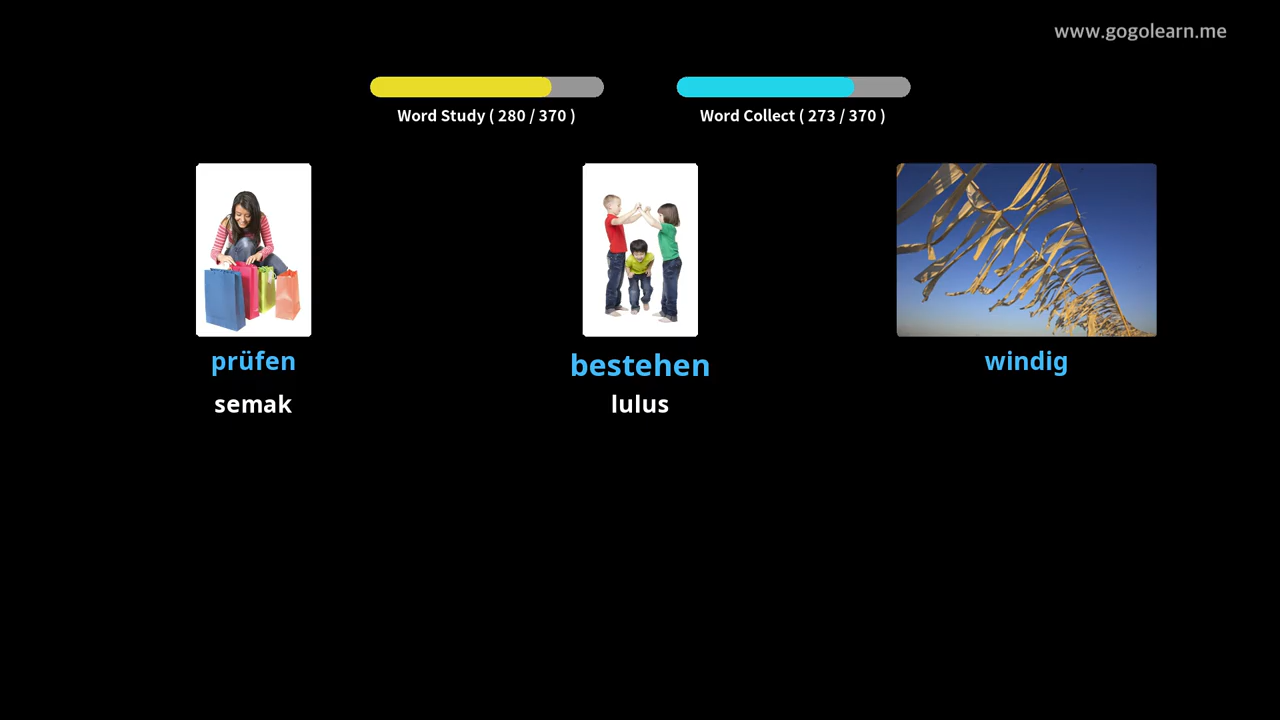 www.gogolearn.me
Word Study ( 280 / 370 )
Word Collect ( 273 / 370 )
prüfen
bestehen
windig
semak
lulus